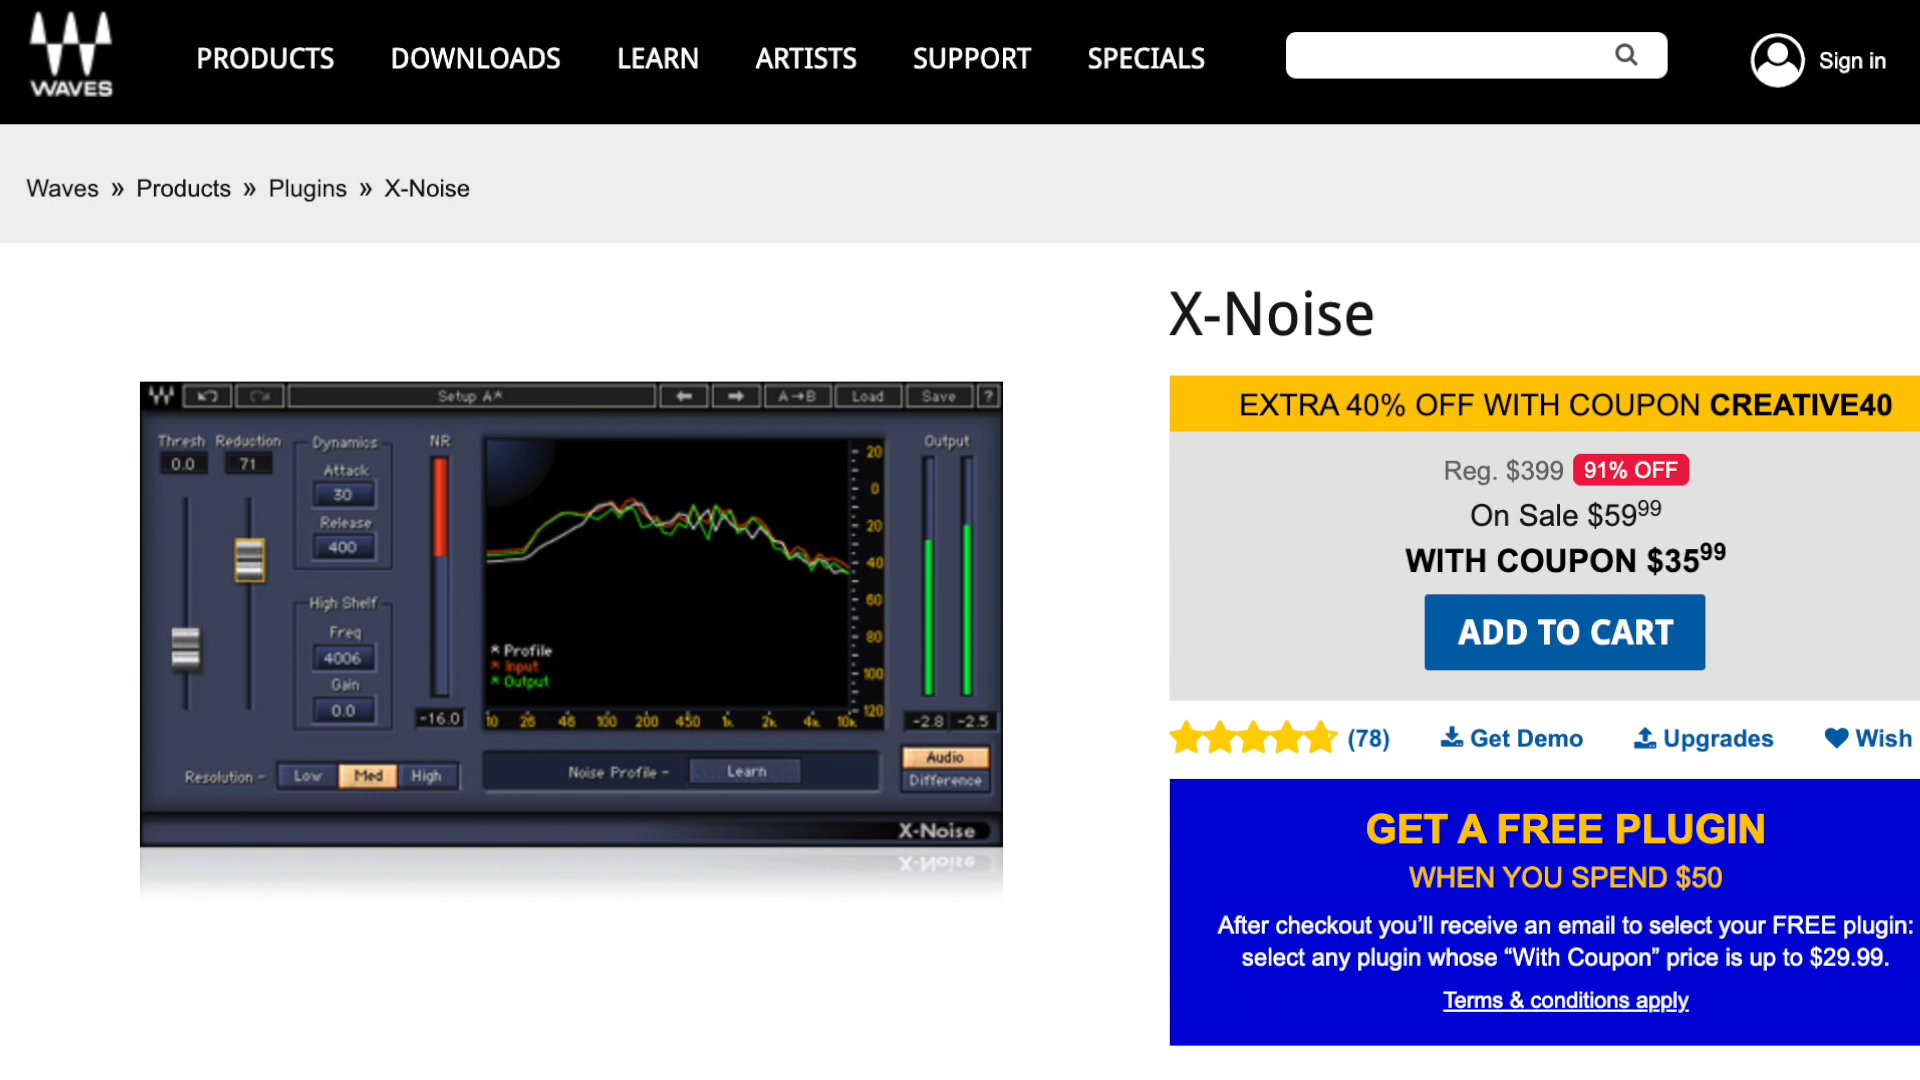 WAVES
PRODUCTS DOWNLOADS LEARN ARTISTS SUPPORT SPECIALS
Sign in
Waves » Products » Plugins » X-Noise
X-Noise
EXTRA 40% OFF WITH COUPON CREATIVE40
Reg. $399 91% OFF
On Sale $59.99
WITH COUPON $35.99
ADD TO CART
(78) Get Demo Upgrades Wish
GET A FREE PLUGIN
WHEN YOU SPEND $50
After checkout you’ll receive an email to select your FREE plugin:
select any plugin whose “With Coupon” price is up to $29.99.
Terms & conditions apply
Setup A* A→B Load Save ?
Thresh Reduction Dynamics NR Output
0.0 71
Attack
30
Release
400
High Shelf
Freq
4006
Gain
0.0
-16.0
20
0
20
40
60
80
100
120
* Profile
* Input
* Output
10 26 46 100 200 450 1k 2k 4k 10k
-2.8 -2.5
Audio
Difference
Resolution - Low Med High
Noise Profile - Learn
X-Noise